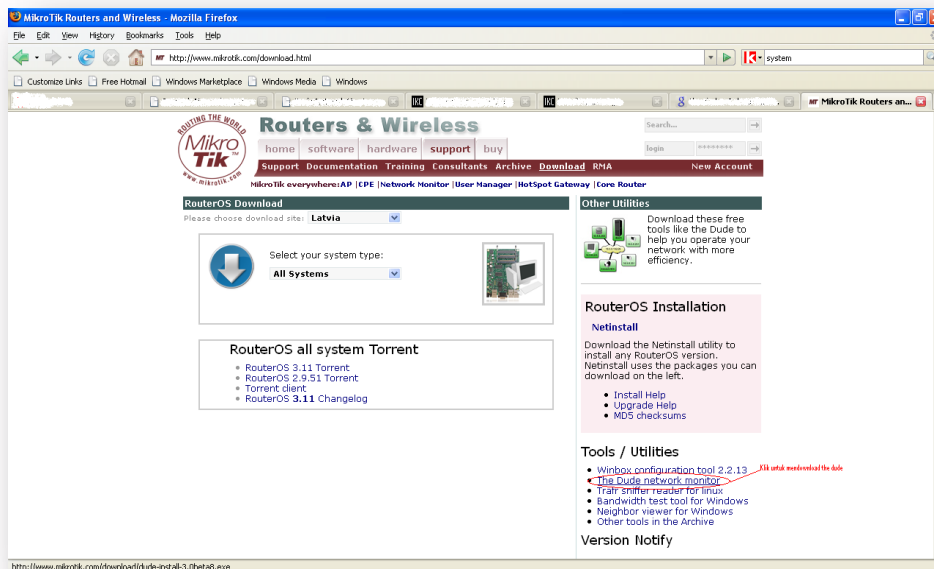 MikroTik Routers and Wireless - Mozilla Firefox
File Edit View History Bookmarks Tools Help
http://www.mikrotik.com/download.html
system
Customize Links Free Hotmail Windows Marketplace Windows Media Windows
MikroTik Routers an...
ROUTING THE WORLD
Mikro
Tik
www.mikrotik.com
Routers & Wireless
Search...
home software hardware support buy
login ********
Support Documentation Training Consultants Archive Download RMA New Account
MikroTik everywhere: AP |CPE |Network Monitor |User Manager |HotSpot Gateway |Core Router
RouterOS Download
Please choose download site: Latvia
Select your system type:
All Systems
RouterOS all system Torrent
RouterOS 3.11 Torrent
RouterOS 2.9.51 Torrent
Torrent client
RouterOS 3.11 Changelog
Other Utilities
Download these free
tools like the Dude to
help you operate your
network with more
efficiency.
RouterOS Installation
Netinstall
Download the Netinstall utility to
install any RouterOS version.
Netinstall uses the packages you can
download on the left.
Install Help
Upgrade Help
MD5 checksums
Tools / Utilities
Winbox configuration tool 2.2.13
Klik untuk mendownload the dude
The Dude network monitor
Trafr sniffer reader for linux
Bandwidth test tool for Windows
Neighbor viewer for Windows
Other tools in the Archive
Version Notify
http://www.mikrotik.com/download/dude-install-3.0beta8.exe